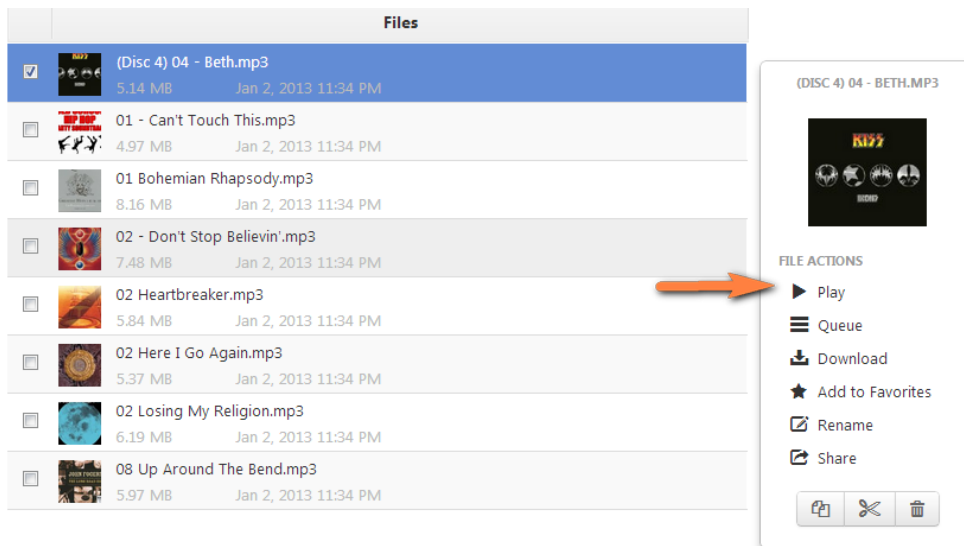 Files
(Disc 4) 04 - Beth.mp3
5.14 MB Jan 2, 2013 11:34 PM
01 - Can't Touch This.mp3
4.97 MB Jan 2, 2013 11:34 PM
01 Bohemian Rhapsody.mp3
8.16 MB Jan 2, 2013 11:34 PM
02 - Don't Stop Believin'.mp3
7.48 MB Jan 2, 2013 11:34 PM
02 Heartbreaker.mp3
5.84 MB Jan 2, 2013 11:34 PM
02 Here I Go Again.mp3
5.37 MB Jan 2, 2013 11:34 PM
02 Losing My Religion.mp3
6.19 MB Jan 2, 2013 11:34 PM
08 Up Around The Bend.mp3
5.97 MB Jan 2, 2013 11:34 PM
(DISC 4) 04 - BETH.MP3
KISS
FILE ACTIONS
Play
Queue
Download
Add to Favorites
Rename
Share